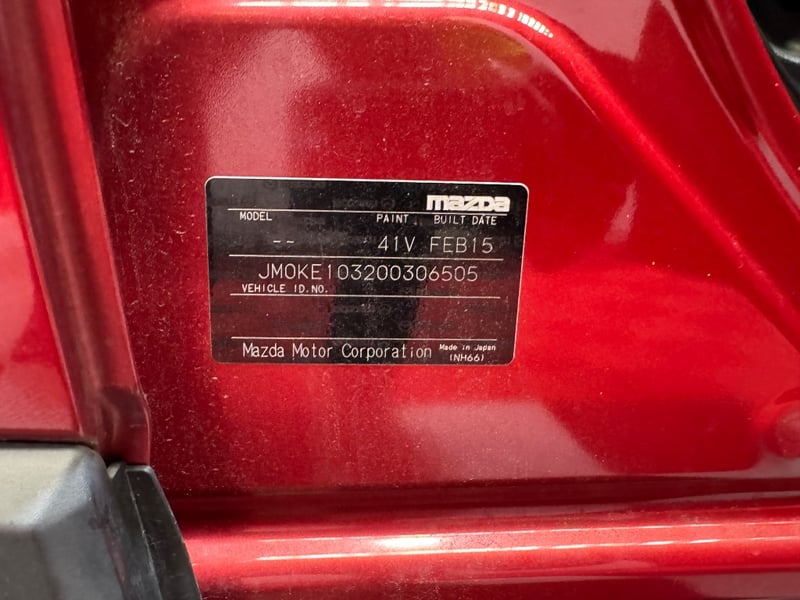 mazda
MODEL PAINT BUILT DATE
-- 41V FEB15
JM0KE103200306505
VEHICLE ID.NO.
Mazda Motor Corporation Made in Japan
(NH66)